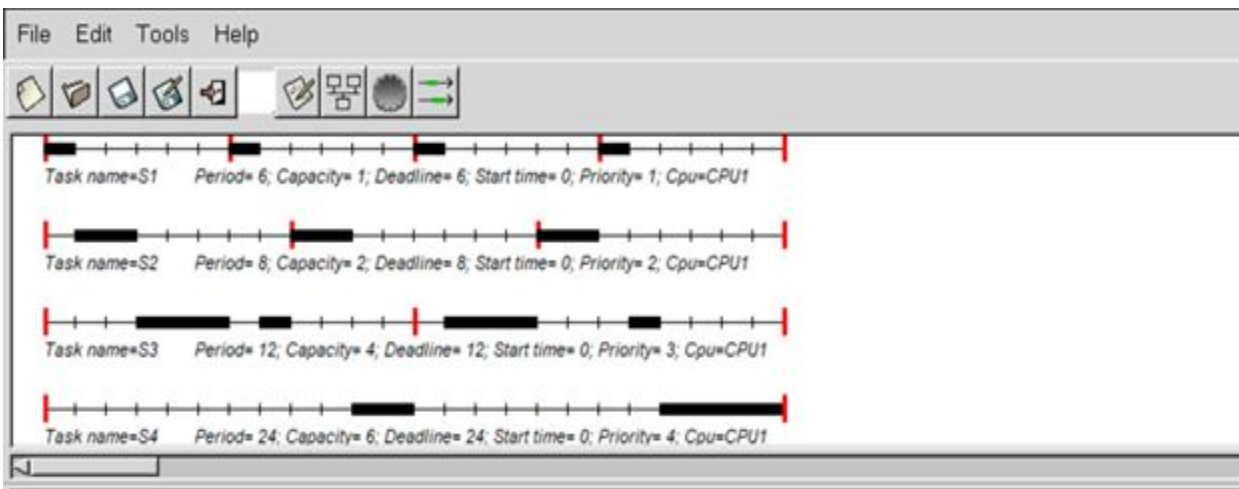 File Edit Tools Help
Task name=S1 Period= 6; Capacity= 1; Deadline= 6; Start time= 0; Priority= 1; Cpu=CPU1
Task name=S2 Period= 8; Capacity= 2; Deadline= 8; Start time= 0; Priority= 2; Cpu=CPU1
Task name=S3 Period= 12; Capacity= 4; Deadline= 12; Start time= 0; Priority= 3; Cpu=CPU1
Task name=S4 Period= 24; Capacity= 6; Deadline= 24; Start time= 0; Priority= 4; Cpu=CPU1